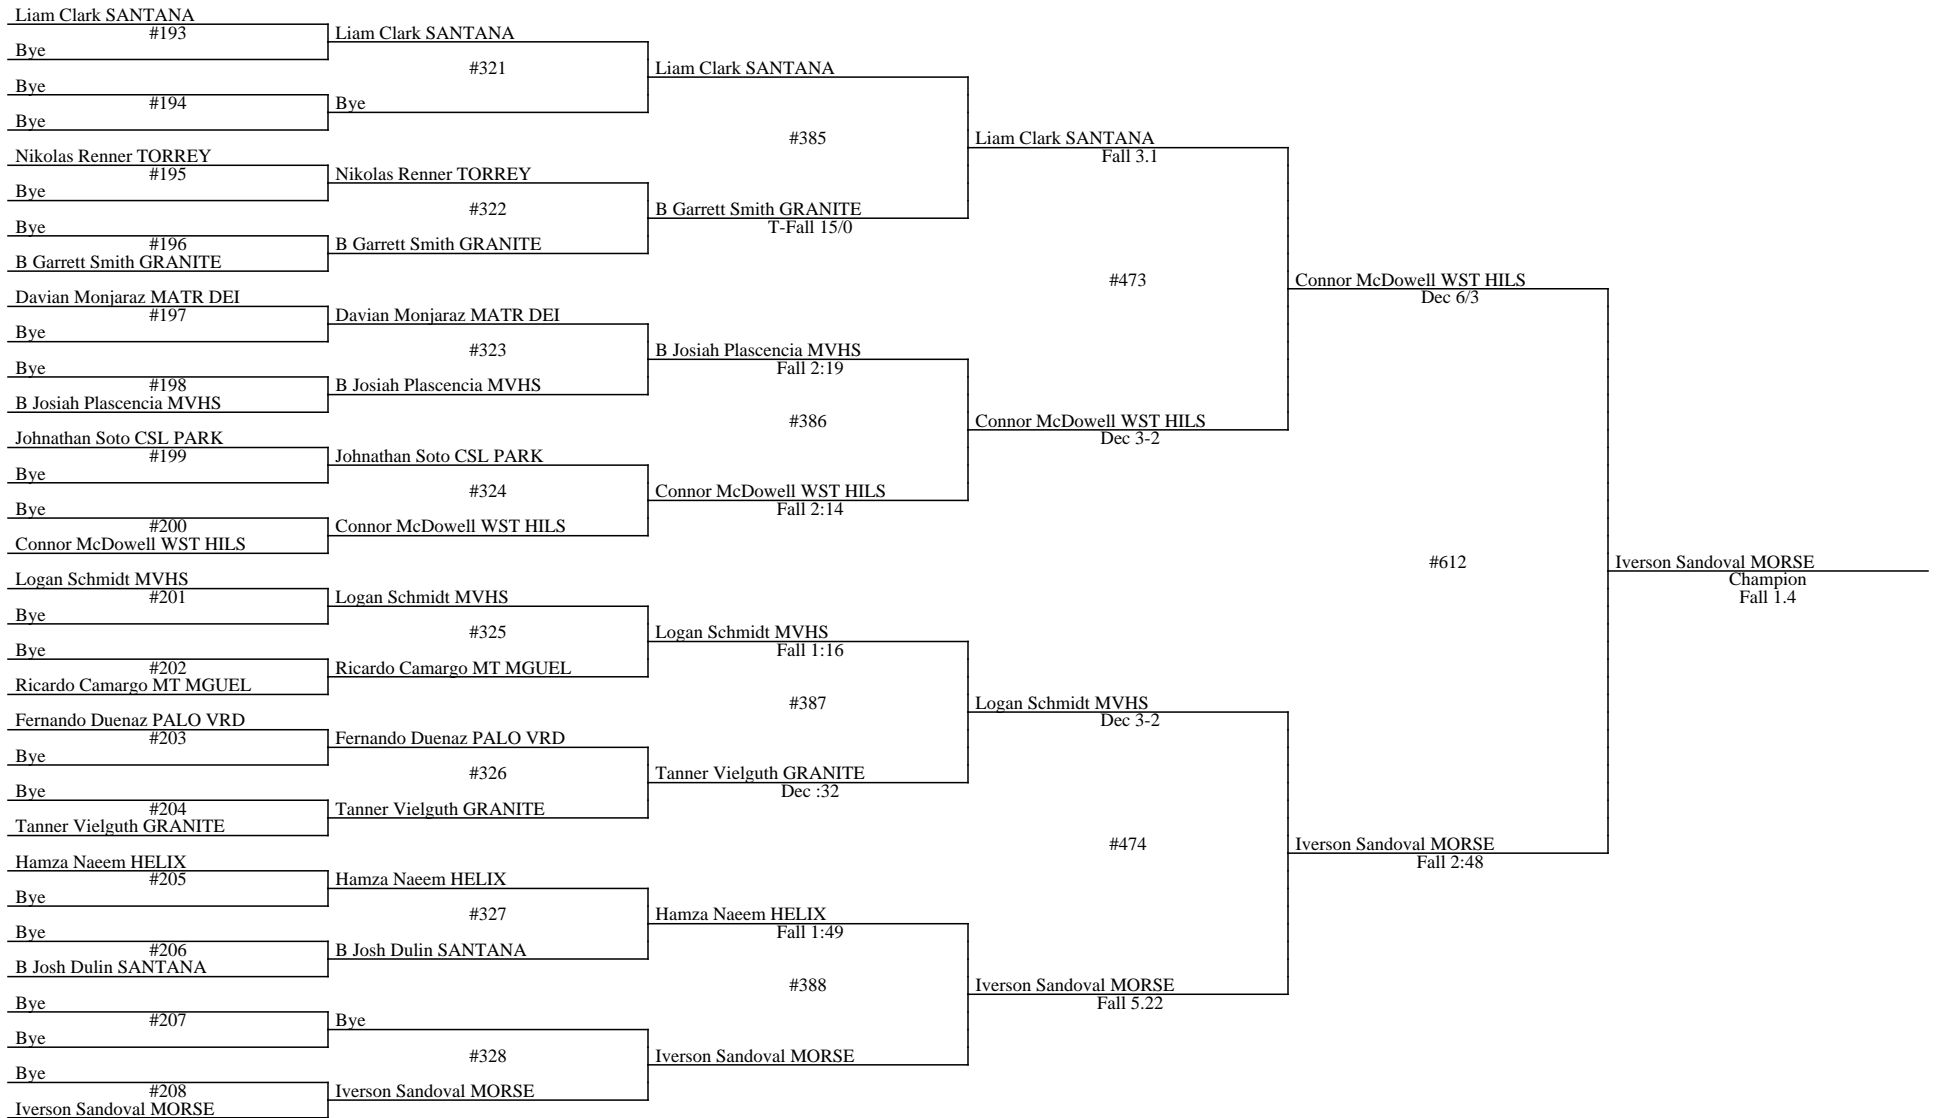 Liam Clark SANTANA
#193
Bye
Bye
#194
Bye
Nikolas Renner TORREY
#195
Bye
Bye
#196
B Garrett Smith GRANITE
Davian Monjaraz MATR DEI
#197
Bye
Bye
#198
B Josiah Plascencia MVHS
Johnathan Soto CSL PARK
#199
Bye
Bye
#200
Connor McDowell WST HILS
Logan Schmidt MVHS
#201
Bye
Bye
#202
Ricardo Camargo MT MGUEL
Fernando Duenaz PALO VRD
#203
Bye
Bye
#204
Tanner Vielguth GRANITE
Hamza Naeem HELIX
#205
Bye
Bye
#206
B Josh Dulin SANTANA
Bye
#207
Bye
Bye
#208
Iverson Sandoval MORSE
Liam Clark SANTANA
#321
Bye
Nikolas Renner TORREY
#322
B Garrett Smith GRANITE
Davian Monjaraz MATR DEI
#323
B Josiah Plascencia MVHS
Johnathan Soto CSL PARK
#324
Connor McDowell WST HILS
Logan Schmidt MVHS
#325
Ricardo Camargo MT MGUEL
Fernando Duenaz PALO VRD
#326
Tanner Vielguth GRANITE
Hamza Naeem HELIX
#327
B Josh Dulin SANTANA
Bye
#328
Iverson Sandoval MORSE
Liam Clark SANTANA
#385
B Garrett Smith GRANITE
T-Fall 15/0
B Josiah Plascencia MVHS
Fall 2:19
#386
Connor McDowell WST HILS
Fall 2:14
Logan Schmidt MVHS
Fall 1:16
#387
Tanner Vielguth GRANITE
Dec :32
Hamza Naeem HELIX
Fall 1:49
#388
Iverson Sandoval MORSE
Liam Clark SANTANA
Fall 3.1
#473
Connor McDowell WST HILS
Dec 3-2
Logan Schmidt MVHS
Dec 3-2
#474
Iverson Sandoval MORSE
Fall 5.22
Connor McDowell WST HILS
Dec 6/3
#612
Iverson Sandoval MORSE
Fall 2:48
Iverson Sandoval MORSE
Champion
Fall 1.4